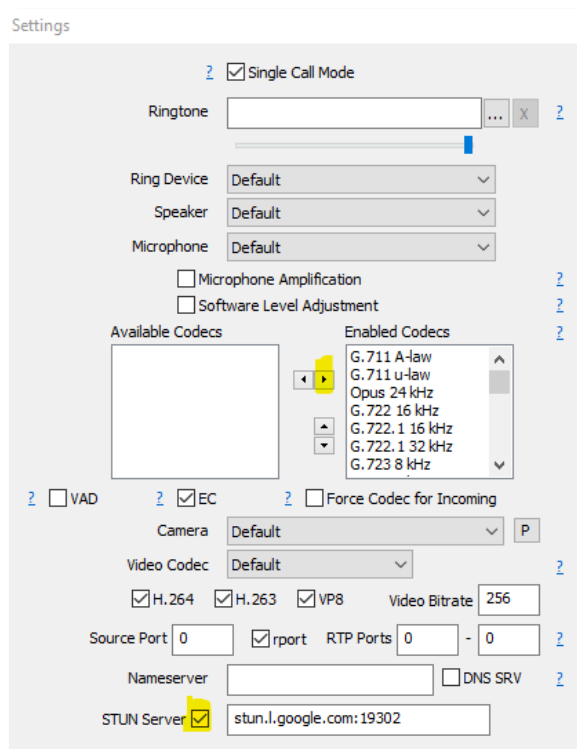 Settings
? Single Call Mode
Ringtone ... X ?
Ring Device Default
Speaker Default
Microphone Default
Microphone Amplification ?
Software Level Adjustment ?
Available Codecs Enabled Codecs ?
G.711 A-law
G.711 u-law
Opus 24 kHz
G.722 16 kHz
G.722.1 16 kHz
G.722.1 32 kHz
G.723 8 kHz
? VAD ? EC ? Force Codec for Incoming
Camera Default P
Video Codec Default ?
H.264 H.263 VP8 Video Bitrate 256
Source Port 0 rport RTP Ports 0 - 0 ?
Nameserver DNS SRV ?
STUN Server stun.l.google.com:19302